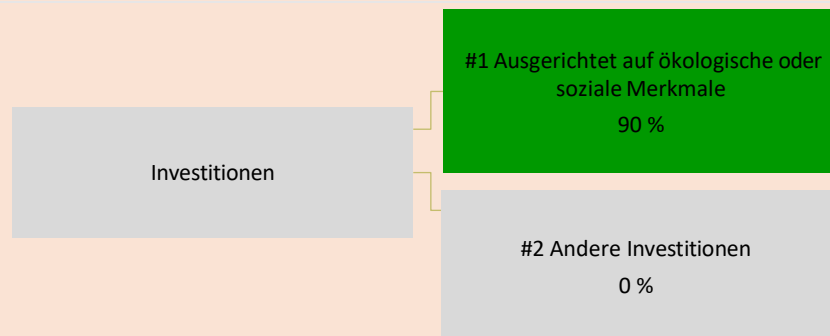 #1 Ausgerichtet auf ökologische oder
soziale Merkmale
90 %
Investitionen
#2 Andere Investitionen
0 %